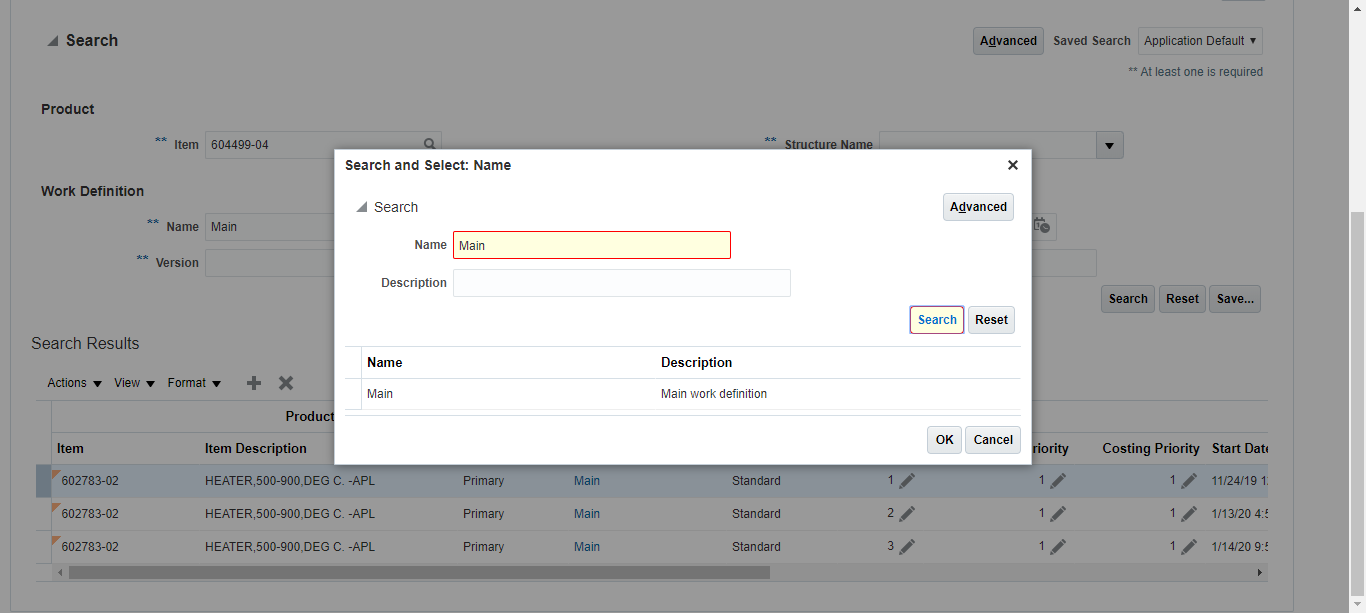 Search
Advanced Saved Search Application Default
** At least one is required
Product
** Item 604499-04 ** Structure Name
Search and Select: Name
Work Definition
Search Advanced
** Name Main
Name Main
** Version
Description
Search Reset Save...
Search Reset
Search Results
Name Description
Actions View Format
Main Main work definition
Product
OK Cancel
Item Item Description riority Costing Priority Start Date
602783-02 HEATER,500-900,DEG C. -APL Primary Main Standard 1 1 1 11/24/19
602783-02 HEATER,500-900,DEG C. -APL Primary Main Standard 2 1 1 1/13/20 4:5
602783-02 HEATER,500-900,DEG C. -APL Primary Main Standard 3 1 1 1/14/20 9:5